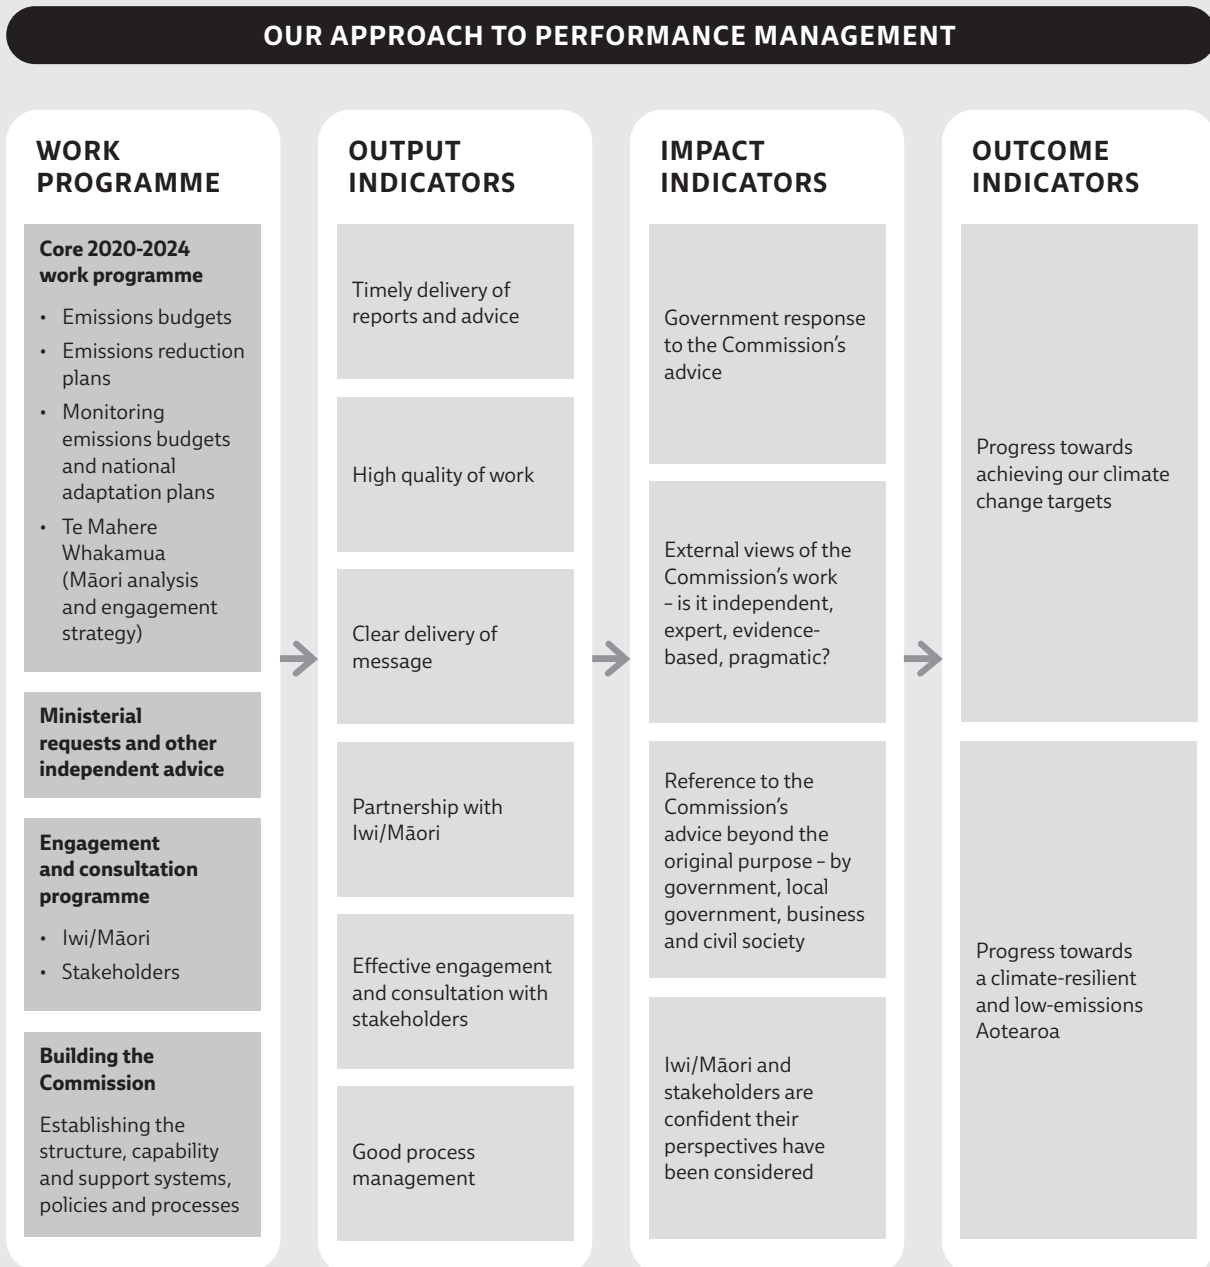 OUR APPROACH TO PERFORMANCE MANAGEMENT
WORK
PROGRAMME
Core 2020-2024
work programme
• Emissions budgets
• Emissions reduction
plans
• Monitoring
emissions budgets
and national
adaptation plans
• Te Mahere
Whakamua
(Māori analysis
and engagement
strategy)
Ministerial
requests and other
independent advice
Engagement
and consultation
programme
• Iwi/Māori
• Stakeholders
Building the
Commission
Establishing the
structure, capability
and support systems,
policies and processes
OUTPUT
INDICATORS
Timely delivery of
reports and advice
High quality of work
Clear delivery of
message
Partnership with
Iwi/Māori
Effective engagement
and consultation with
stakeholders
Good process
management
IMPACT
INDICATORS
Government response
to the Commission's
advice
External views of the
Commission's work
– is it independent,
expert, evidence-
based, pragmatic?
Reference to the
Commission's
advice beyond the
original purpose – by
government, local
government, business
and civil society
Iwi/Māori and
stakeholders are
confident their
perspectives have
been considered
OUTCOME
INDICATORS
Progress towards
achieving our climate
change targets
Progress towards
a climate-resilient
and low-emissions
Aotearoa